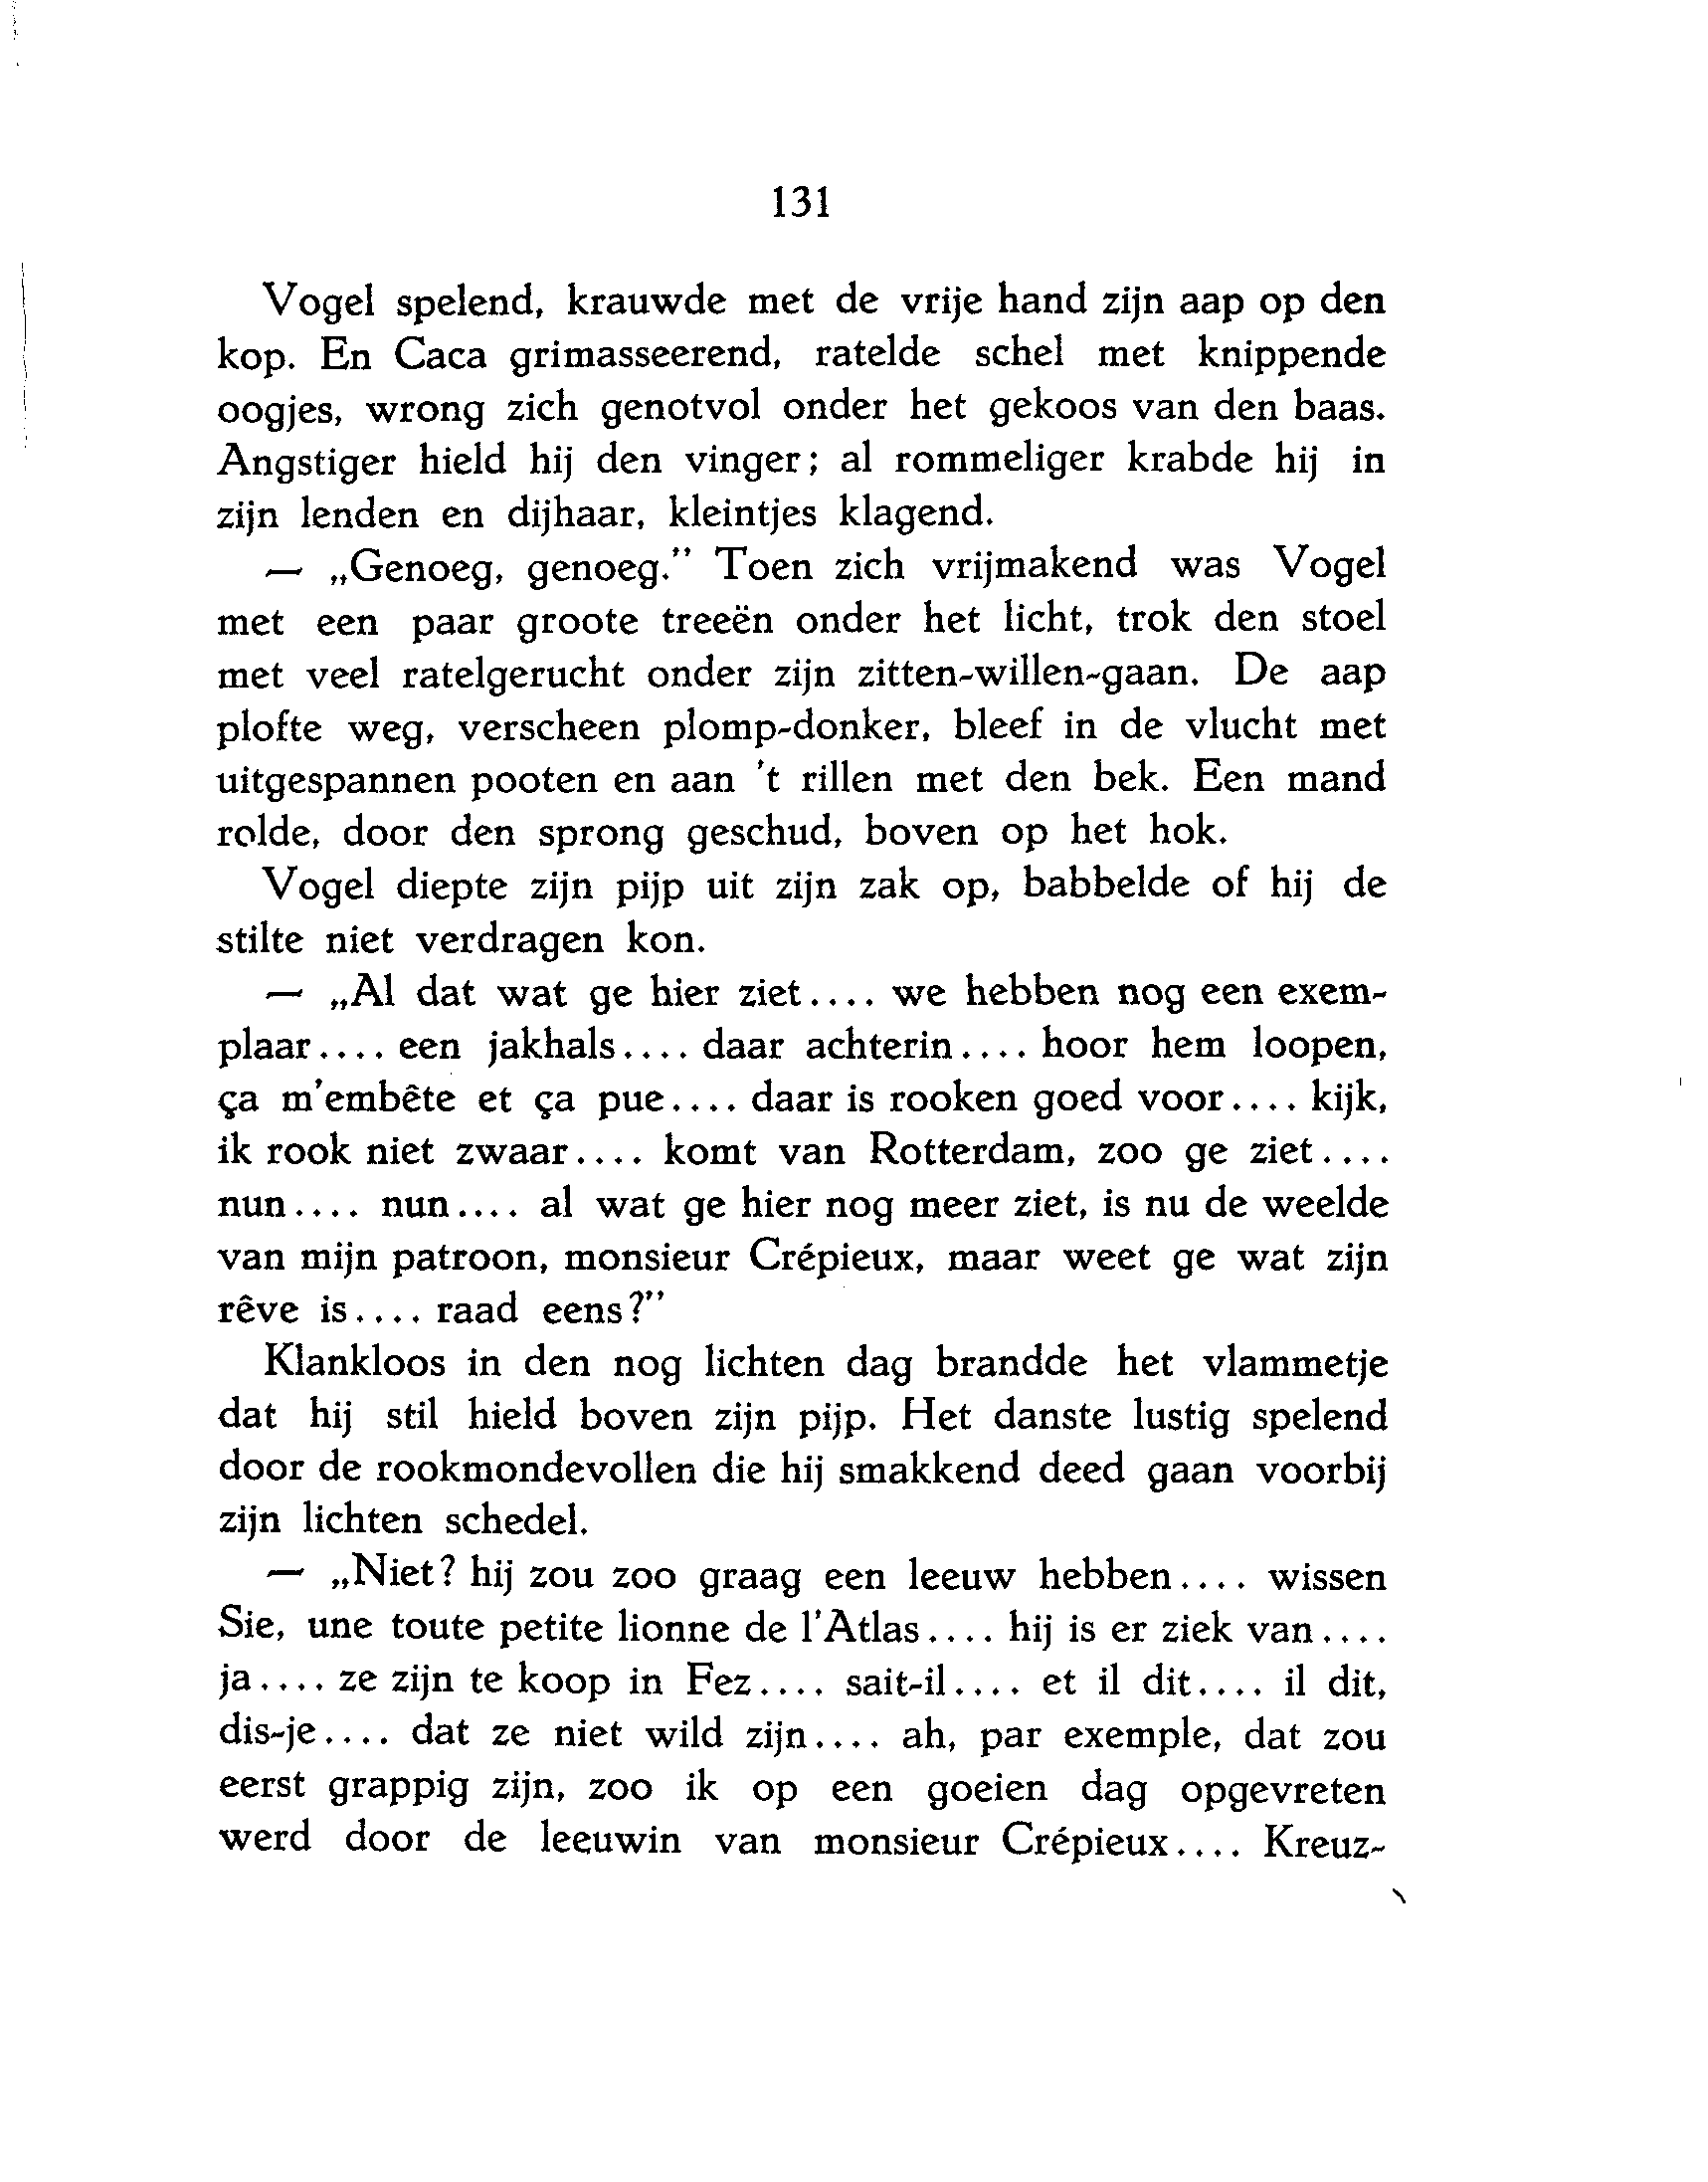 131
Vogel spelend, krauwde met de vrije hand zijn aap op den
kop. En Caca grimasseerend, ratelde schel met knippende
oogjes, wrong zich genotvol onder het gekoos van den baas.
Angstiger hield hij den vinger; al rommeliger krabde hij in
zijn lenden en dijhaar, kleintjes klagend.
— „Genoeg, genoeg.” Toen zich vrijmakend was Vogel
met een paar groote treeën onder het licht, trok den stoel
met veel ratelgerucht onder zijn zitten-willen-gaan. De aap
plofte weg, verscheen plomp-donker, bleef in de vlucht met
uitgespannen pooten en aan 't rillen met den bek. Een mand
rolde, door den sprong geschud, boven op het hok.
Vogel diepte zijn pijp uit zijn zak op, babbelde of hij de
stilte niet verdragen kon.
— „Al dat wat ge hier ziet.... we hebben nog een exem-
plaar.... een jakhals.... daar achterin.... hoor hem loopen,
ça m'embête et ça pue.... daar is rooken goed voor.... kijk,
ik rook niet zwaar.... komt van Rotterdam, zoo ge ziet....
nun.... nun.... al wat ge hier nog meer ziet, is nu de weelde
van mijn patroon, monsieur Crépieux, maar weet ge wat zijn
rêve is.... raad eens?”
Klankloos in den nog lichten dag brandde het vlammetje
dat hij stil hield boven zijn pijp. Het danste lustig spelend
door de rookmondevollen die hij smakkend deed gaan voorbij
zijn lichten schedel.
— „Niet? hij zou zoo graag een leeuw hebben.... wissen
Sie, une toute petite lionne de l'Atlas.... hij is er ziek van....
ja.... ze zijn te koop in Fez.... sait-il.... et il dit.... il dit,
dis-je.... dat ze niet wild zijn.... ah, par exemple, dat zou
eerst grappig zijn, zoo ik op een goeien dag opgevreten
werd door de leeuwin van monsieur Crépieux.... Kreuz-